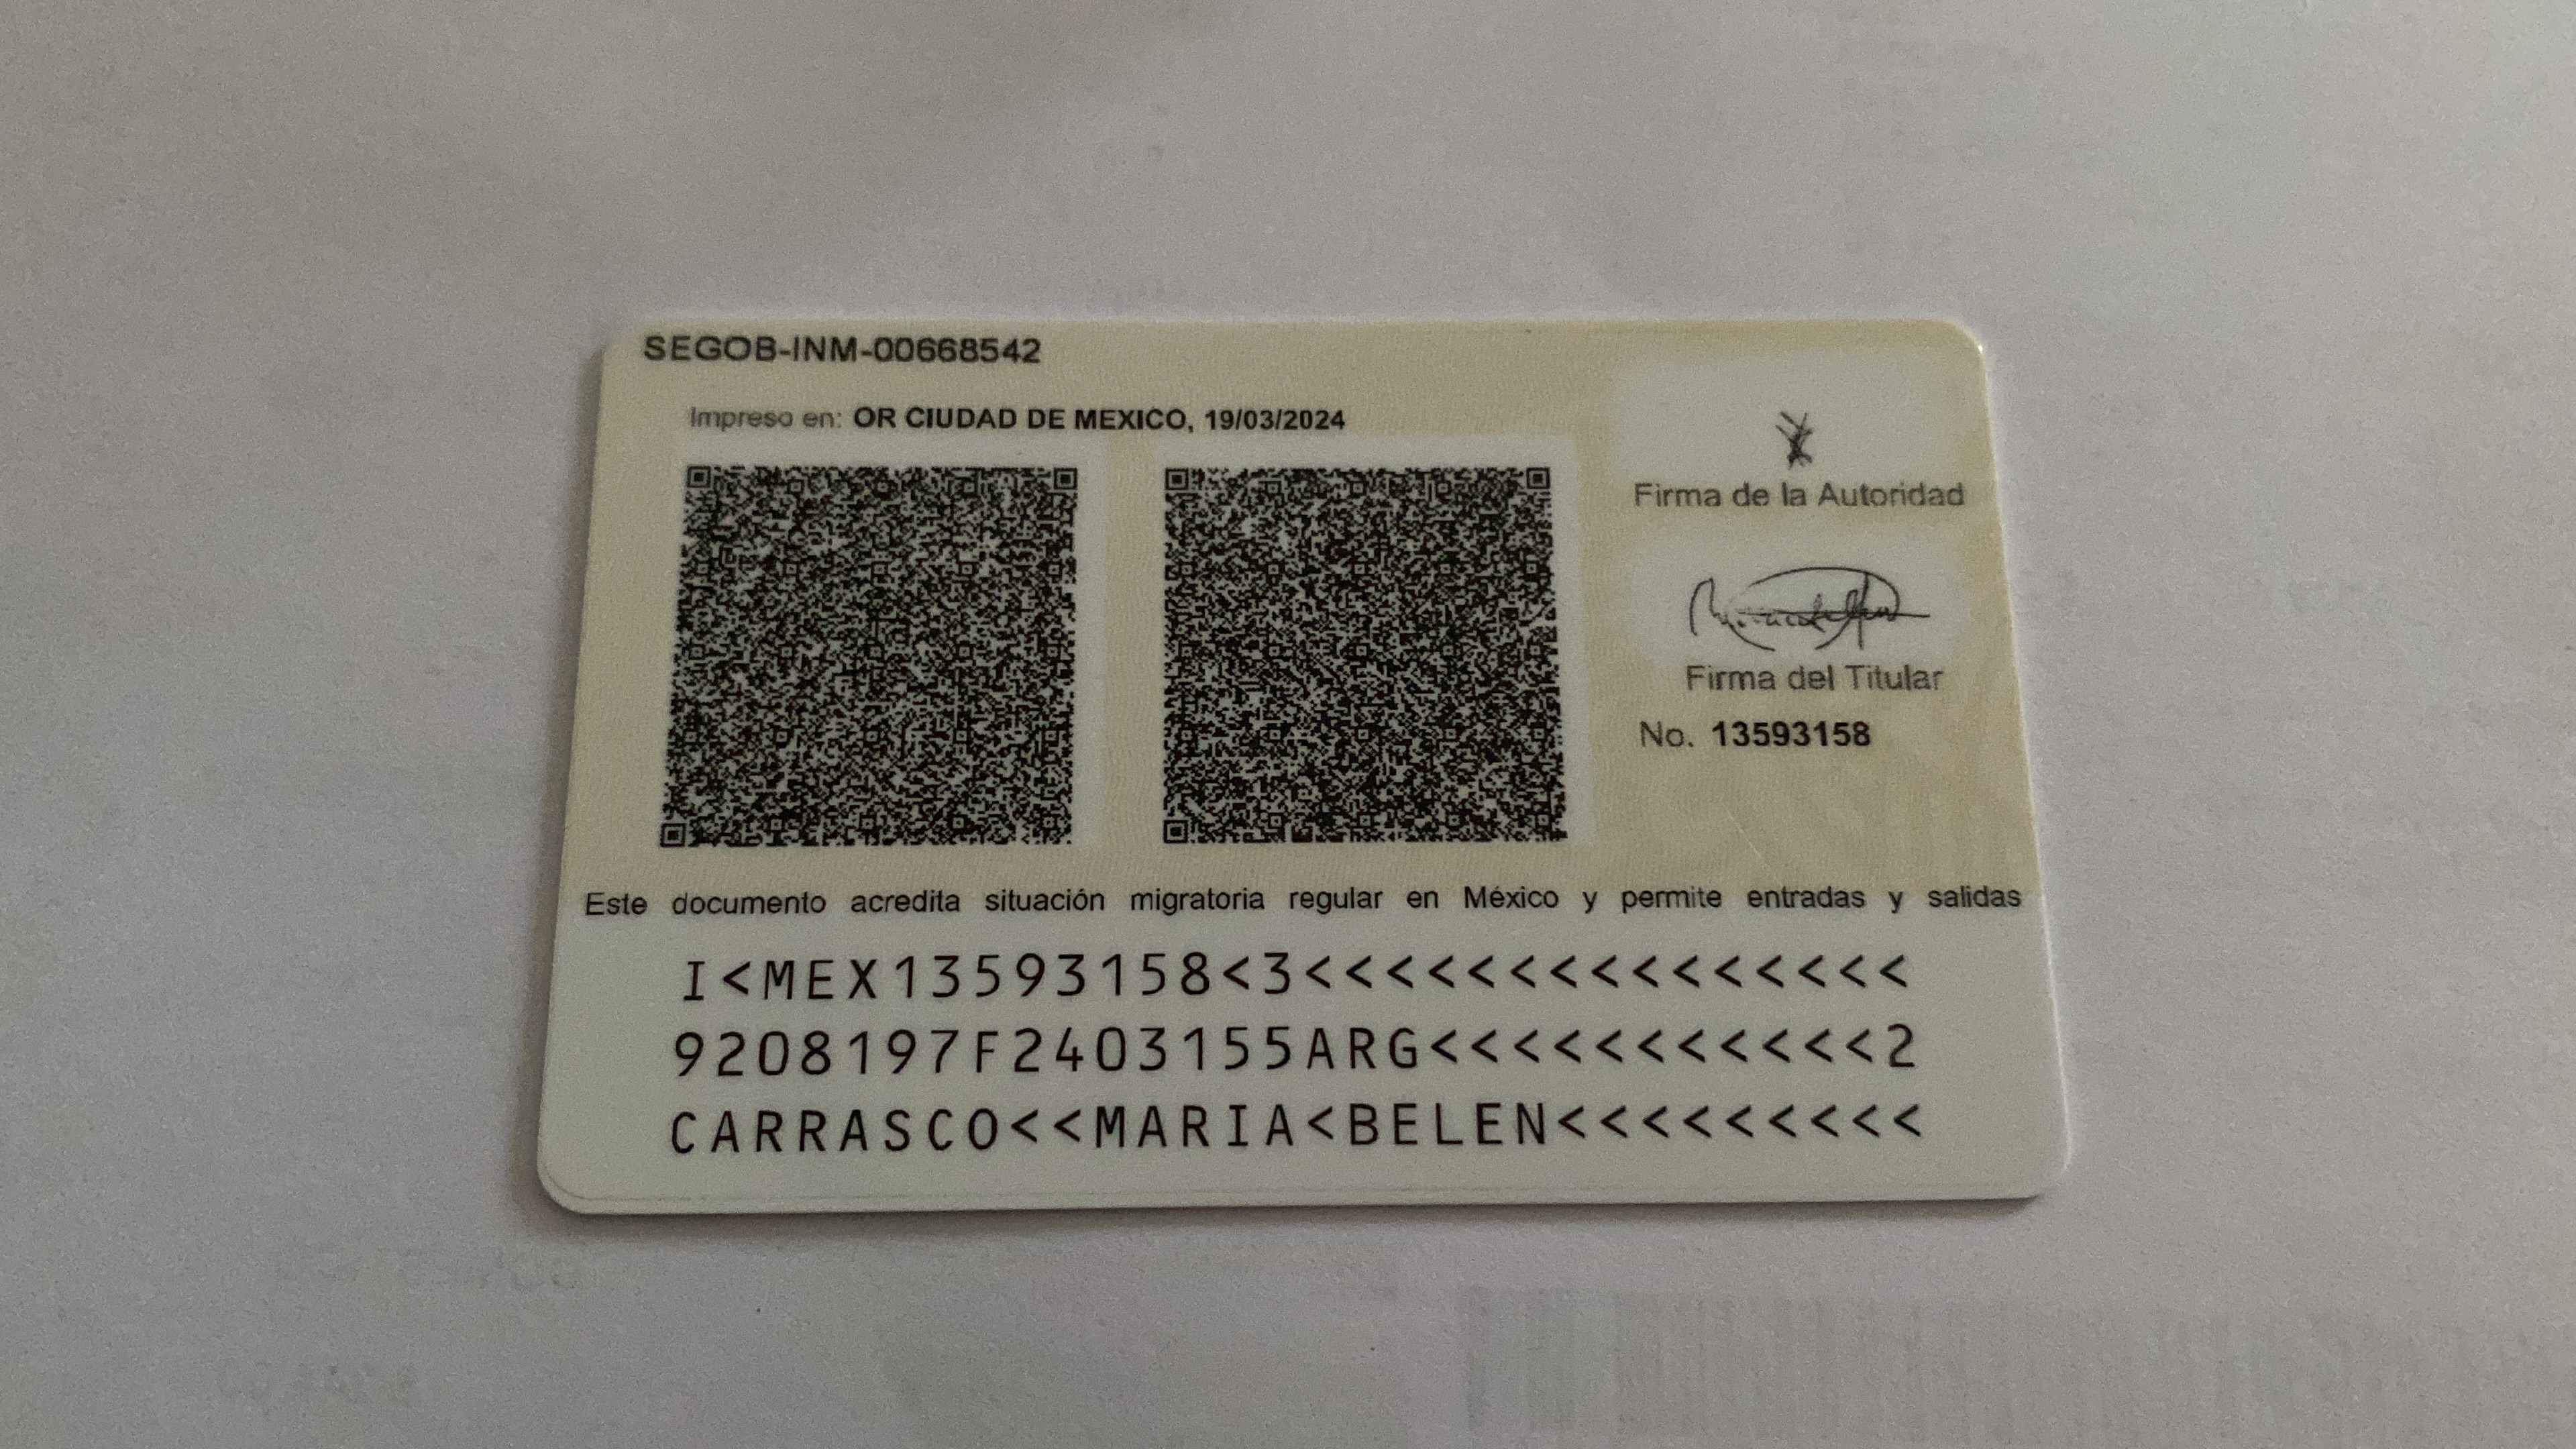 SEGOB-INM-00668542
Impreso en: OR CIUDAD DE MEXICO, 19/03/2024
Firma de la Autoridad
Firma del Titular
No. 13593158
Este documento acredita situación migratoria regular en México y permite entradas y salidas
I<MEX13593158<3<<<<<<<<<<<<<<<
9208197F2403155ARG<<<<<<<<<<<2
CARRASCO<<MARIA<BELEN<<<<<<<<<